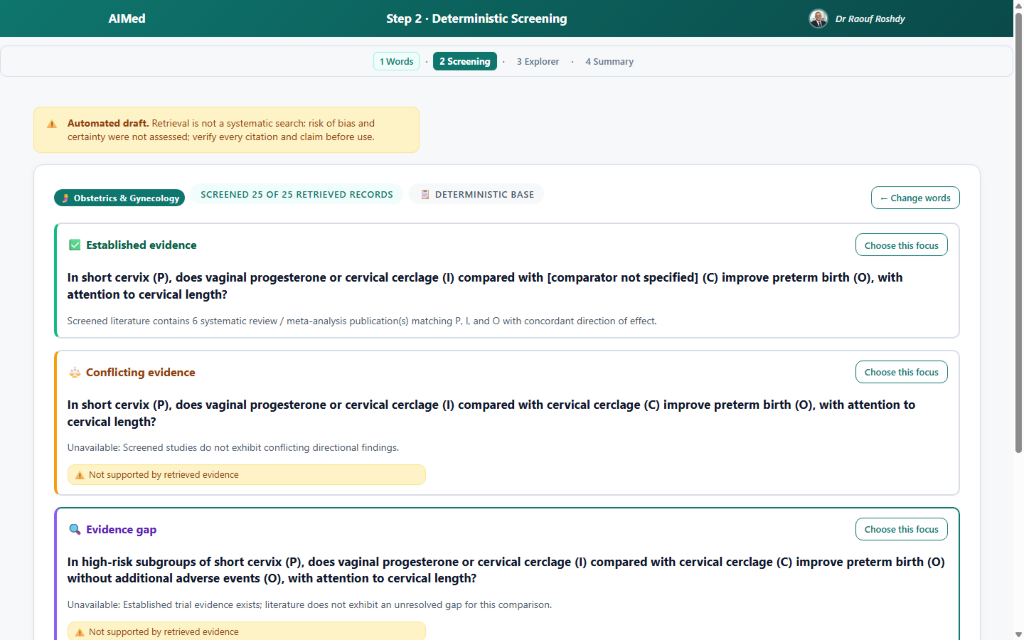 AIMed
Step 2 · Deterministic Screening
Dr Raouf Rashdy
1 Words · 2 Screening · 3 Explorer · 4 Summary
Automated draft. Retrieval is not a systematic search; risk of bias and
certainty were not assessed; verify every citation and claim before use.
Obstetrics & Gynecology
SCREENED 25 OF 25 RETRIEVED RECORDS
DETERMINISTIC BASE
← Change words
Established evidence
Choose this focus
In short cervix (P), does vaginal progesterone or cervical cerclage (I) compared with [comparator not specified] (C) improve preterm birth (O), with
attention to cervical length?
Screened literature contains 6 systematic review / meta-analysis publication(s) matching P, I, and O with concordant direction of effect.
Conflicting evidence
Choose this focus
In short cervix (P), does vaginal progesterone or cervical cerclage (I) compared with cervical cerclage (C) improve preterm birth (O), with attention to
cervical length?
Unavailable: Screened studies do not exhibit conflicting directional findings.
Not supported by retrieved evidence
Evidence gap
Choose this focus
In high-risk subgroups of short cervix (P), does vaginal progesterone or cervical cerclage (I) compared with cervical cerclage (C) improve preterm birth (O)
without additional adverse events (O), with attention to cervical length?
Unavailable: Established trial evidence exists; literature does not exhibit an unresolved gap for this comparison.
Not supported by retrieved evidence